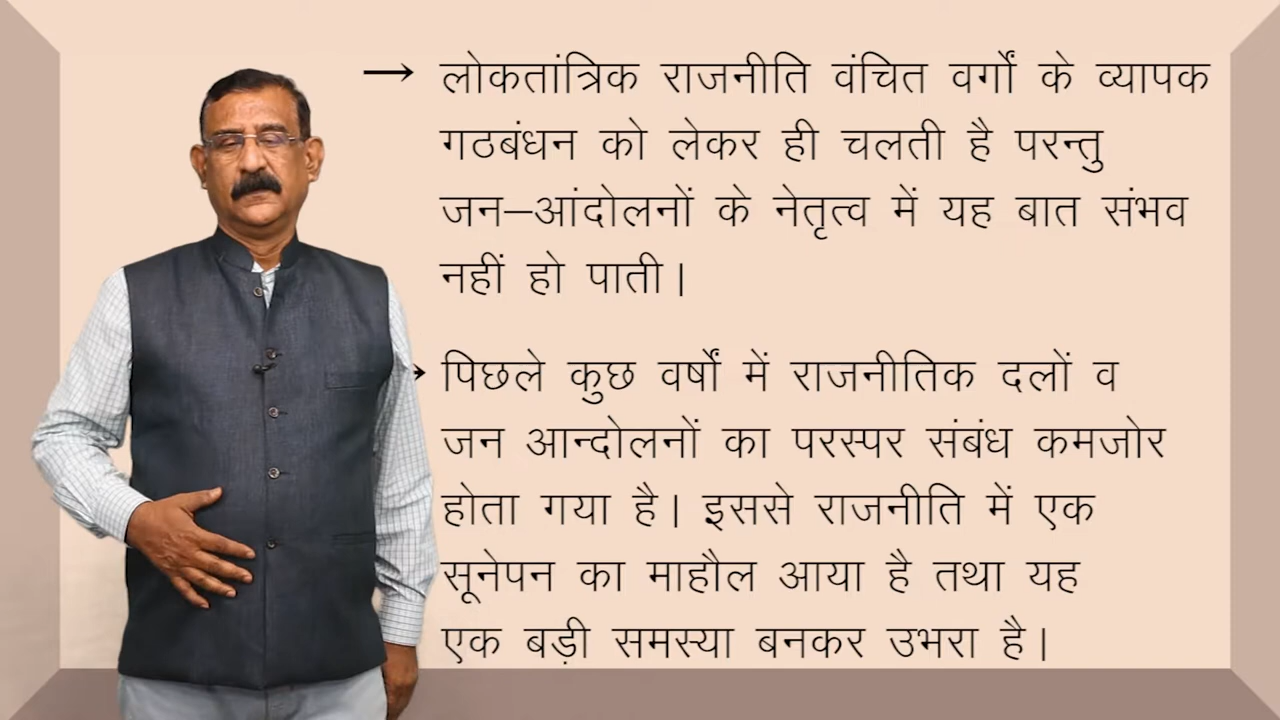 → लोकतांत्रिक राजनीति वंचित वर्गों के व्यापक
गठबंधन को लेकर ही चलती है परन्तु
जन–आंदोलनों के नेतृत्व में यह बात संभव
नहीं हो पाती।
→ पिछले कुछ वर्षों में राजनीतिक दलों व
जन आन्दोलनों का परस्पर संबंध कमजोर
होता गया है। इससे राजनीति में एक
सूनेपन का माहौल आया है तथा यह
एक बड़ी समस्या बनकर उभरा है।